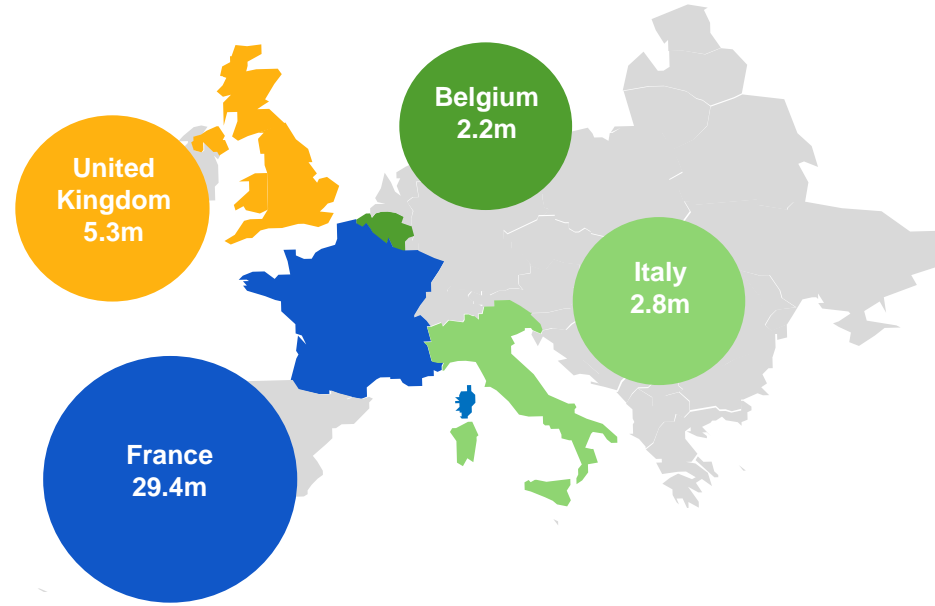 Belgium
2.2m
United
Kingdom
5.3m
Italy
2.8m
France
29.4m